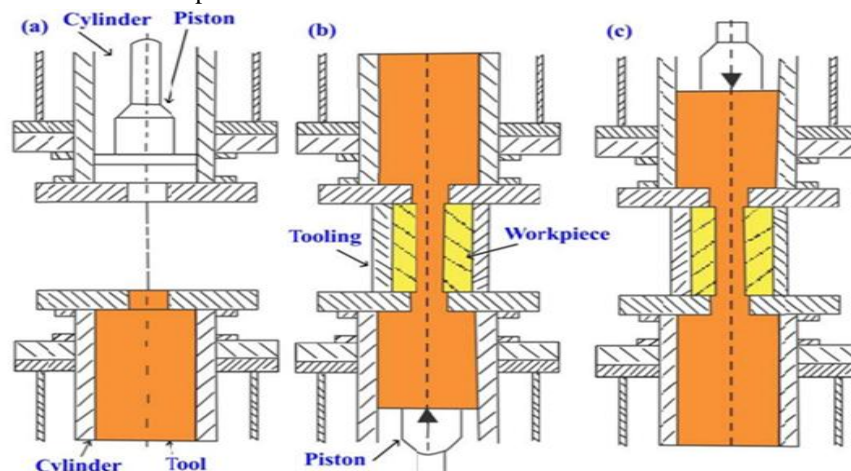 (a)
Cylinder
Piston
(b)
(c)
Tooling
Workpiece
Cylinder
Tool
Piston